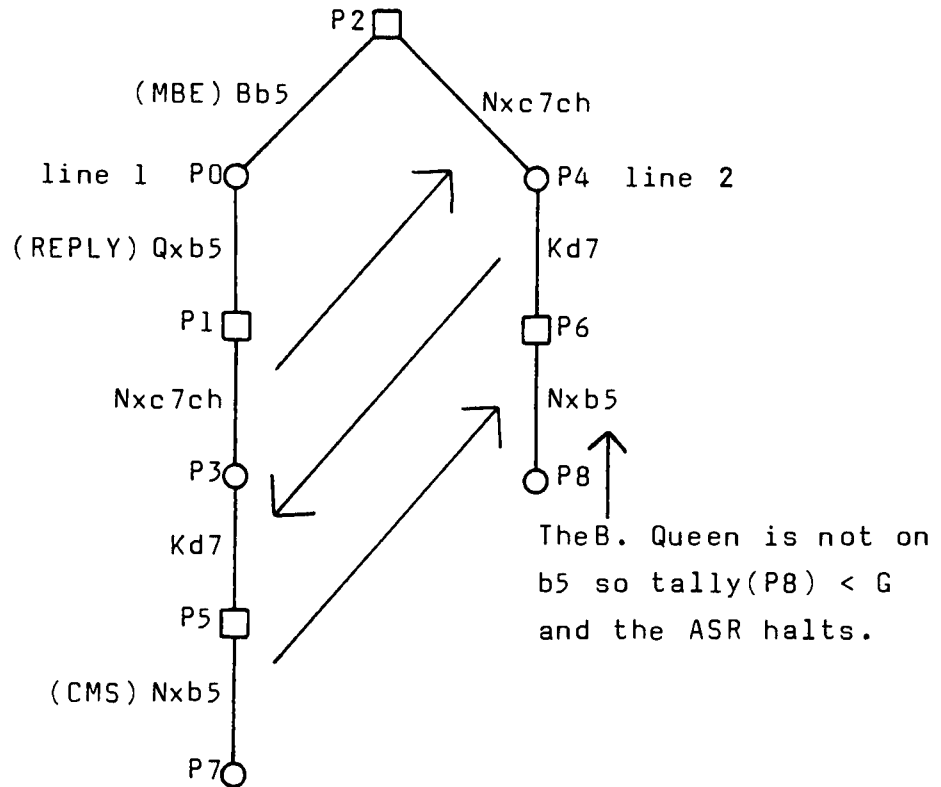 P2
(MBE) Bb5
Nxc7ch
line 1 P0
P4 line 2
(REPLY) Qxb5
Kd7
P1
P6
Nxc7ch
Nxb5
P3
P8
Kd7
The B. Queen is not on
b5 so tally(P8) < G
and the ASR halts.
P5
(CMS) Nxb5
P7